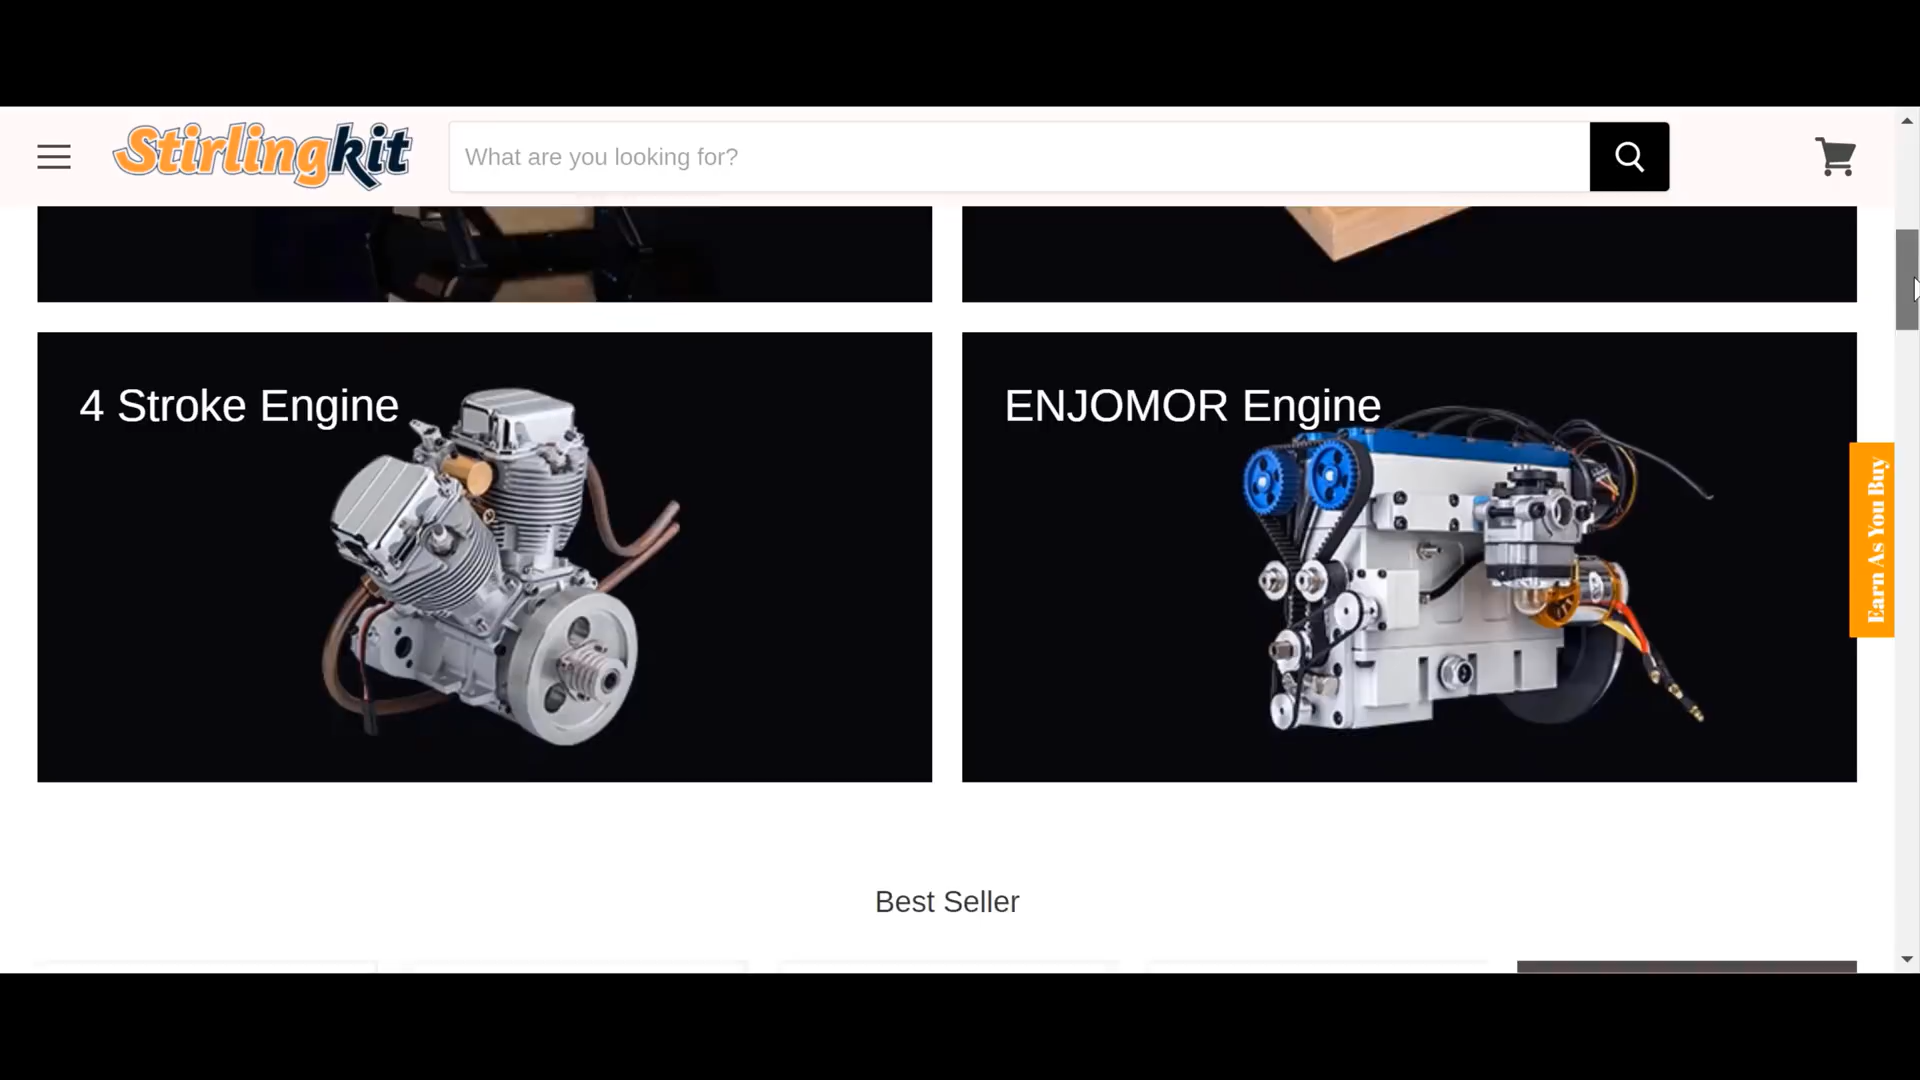 Stirlingkit
What are you looking for?
4 Stroke Engine
ENJOMOR Engine
Earn As You Buy
Best Seller